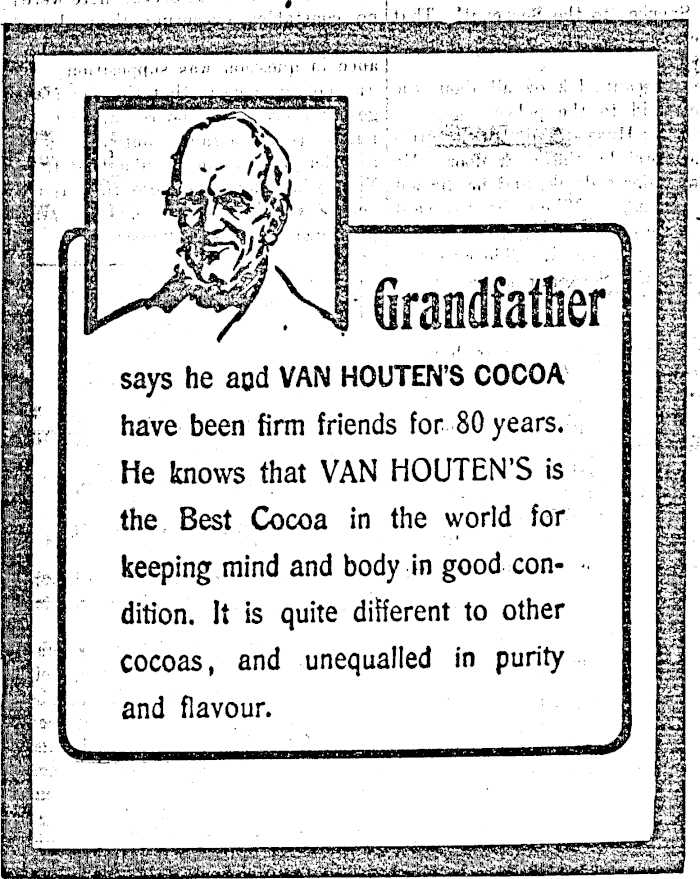 Grandfather
says he and VAN HOUTEN'S COCOA
have been firm friends for 80 years.
He knows that VAN HOUTEN'S is
the Best Cocoa in the world for
keeping mind and body in good con-
dition. It is quite different to other
cocoas, and unequalled in purity
and flavour.